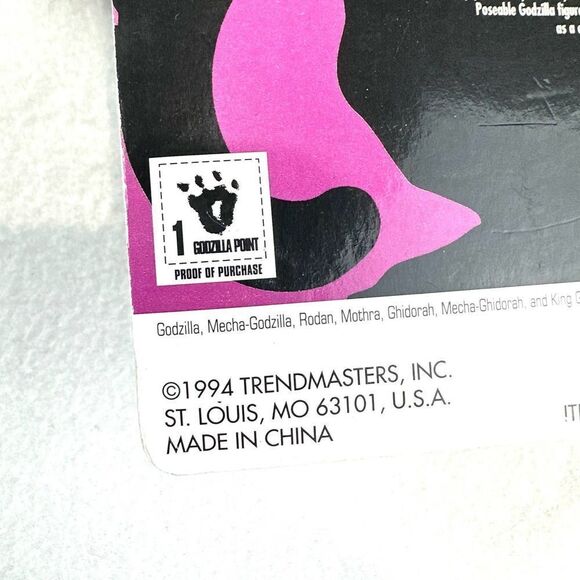 Poseable Godzilla figure
as a
1 GODZILLA POINT
PROOF OF PURCHASE
Godzilla, Mecha-Godzilla, Rodan, Mothra, Ghidorah, Mecha-Ghidorah, and King G
©1994 TRENDMASTERS, INC.
ST. LOUIS, MO 63101, U.S.A.
MADE IN CHINA